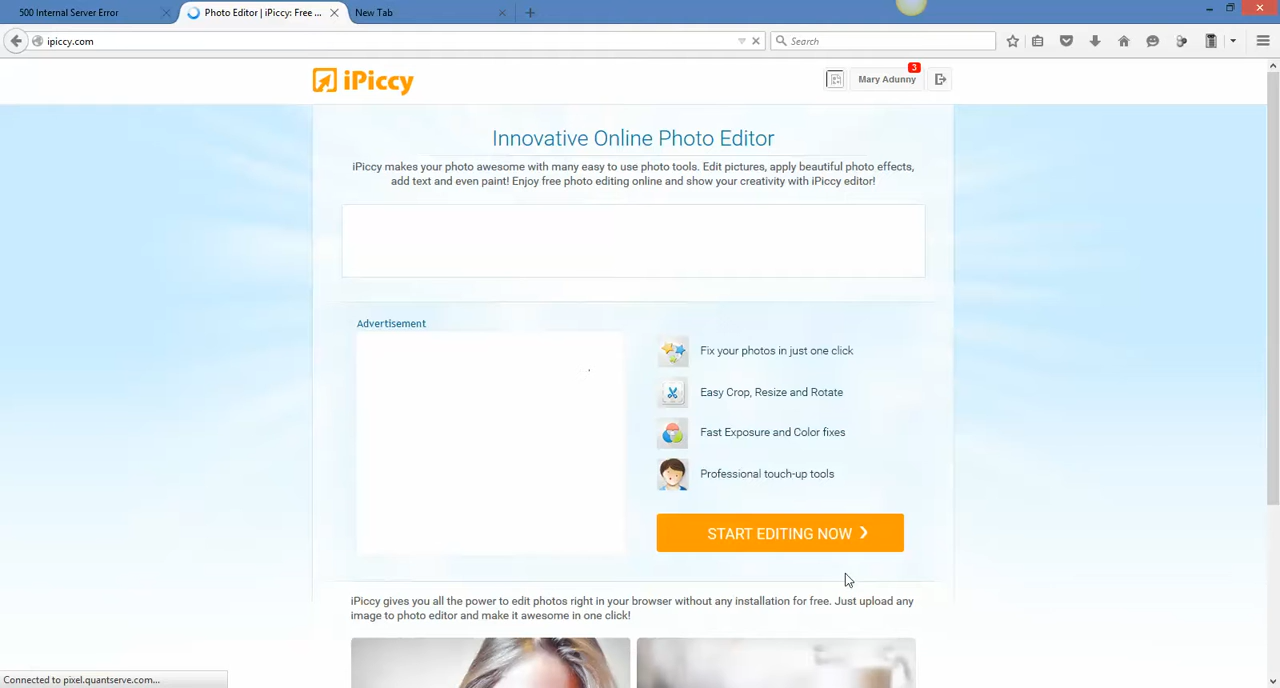 500 Internal Server Error
Photo Editor | iPiccy: Free ...
New Tab
ipiccy.com
Search
iPiccy
Mary Adunny
3
Innovative Online Photo Editor
iPiccy makes your photo awesome with many easy to use photo tools. Edit pictures, apply beautiful photo effects,
add text and even paint! Enjoy free photo editing online and show your creativity with iPiccy editor!
Advertisement
Fix your photos in just one click
Easy Crop, Resize and Rotate
Fast Exposure and Color fixes
Professional touch-up tools
START EDITING NOW
iPiccy gives you all the power to edit photos right in your browser without any installation for free. Just upload any
image to photo editor and make it awesome in one click!
Connected to pixel.quantserve.com...